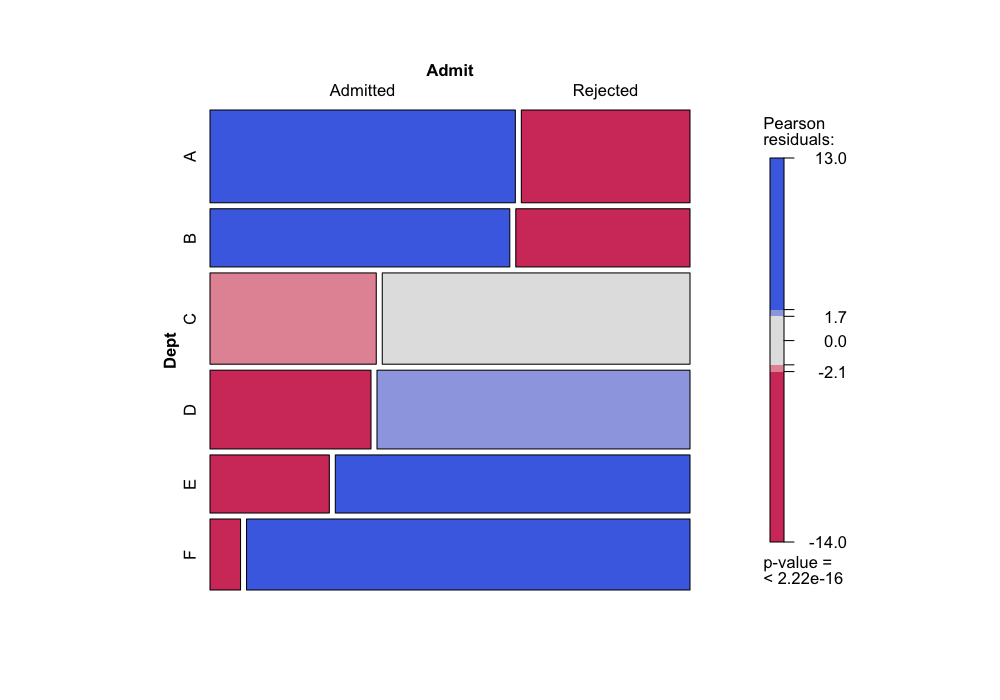 Admit
Admitted
Rejected
Dept
A
B
C
D
E
F
Pearson
residuals:
13.0
1.7
0.0
-2.1
-14.0
p-value =
< 2.22e-16